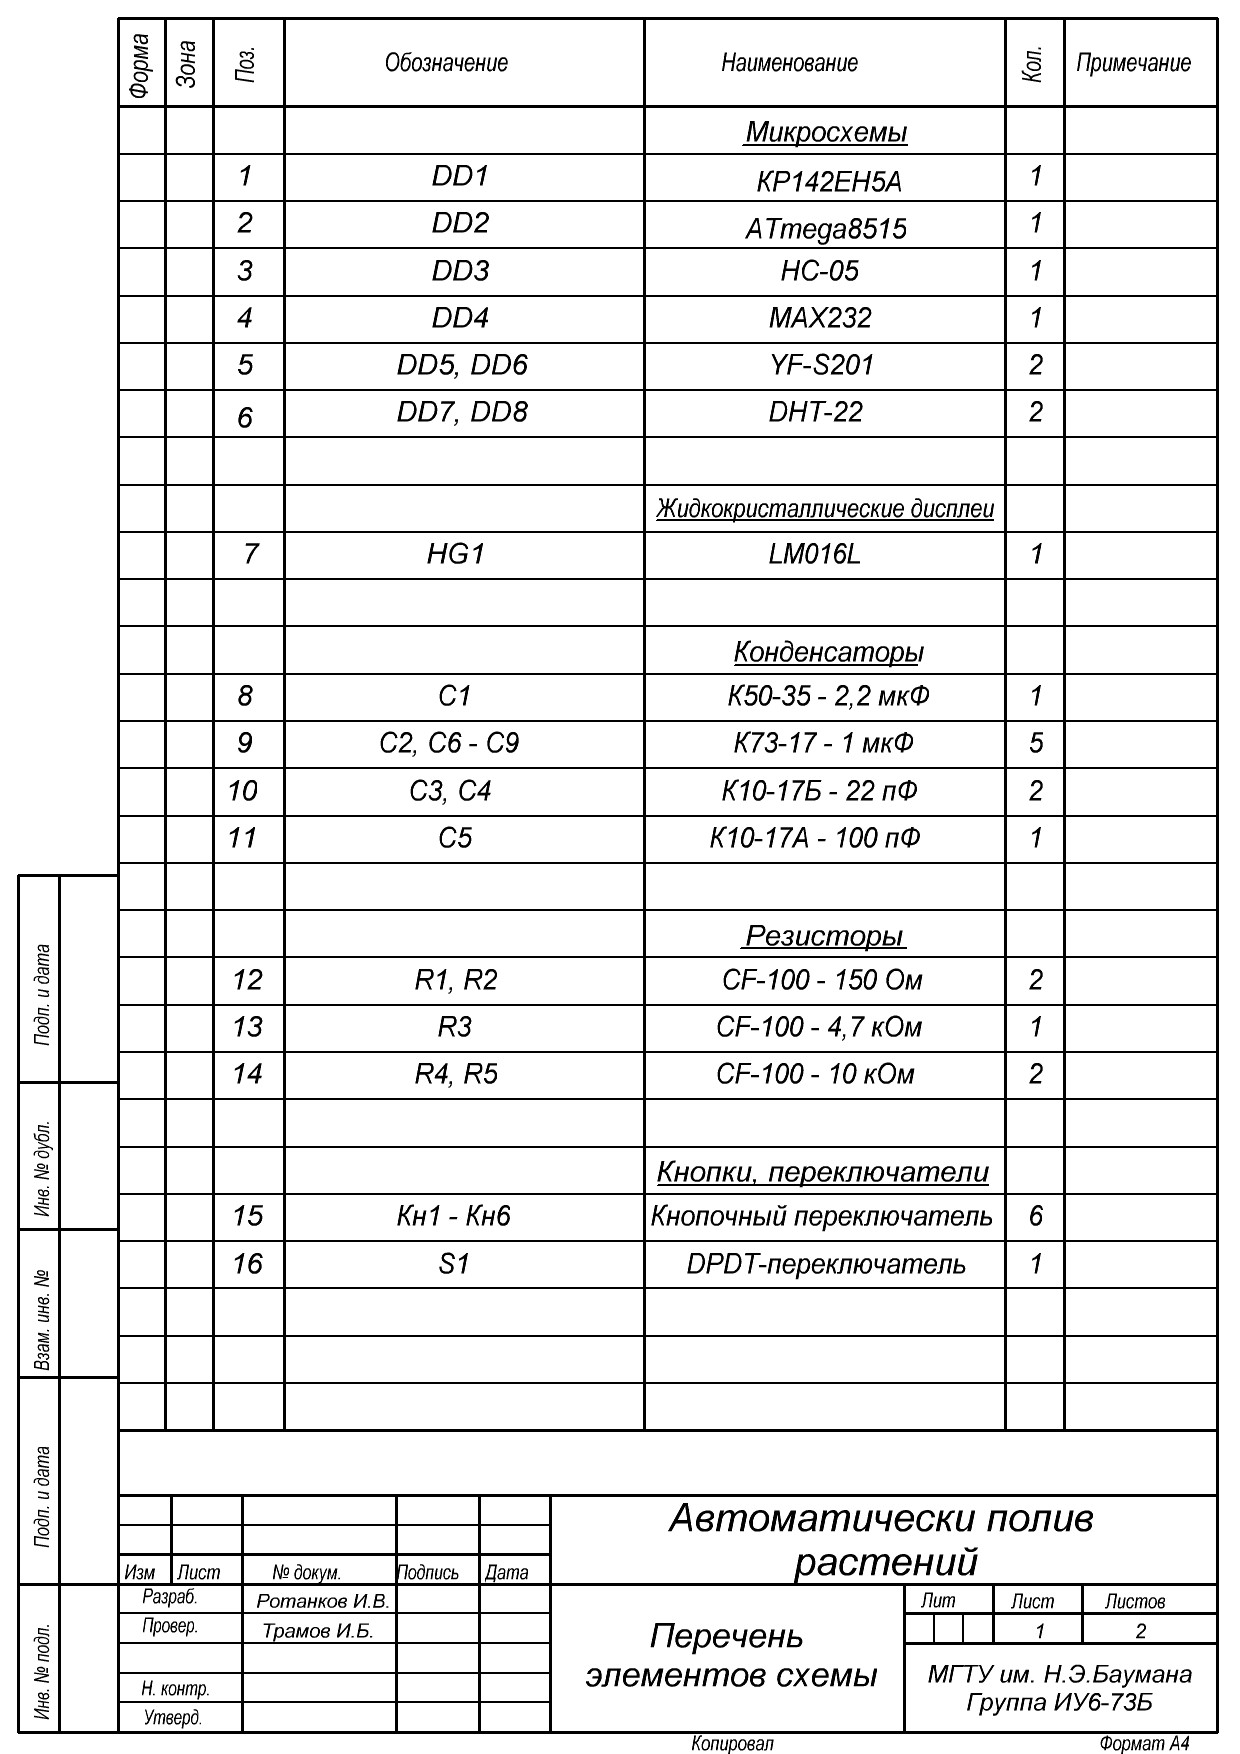 Форма Зона Поз. Обозначение Наименование Кол. Примечание
Микросхемы
1 DD1 КР142ЕН5А 1
2 DD2 ATmega8515 1
3 DD3 HC-05 1
4 DD4 MAX232 1
5 DD5, DD6 YF-S201 2
6 DD7, DD8 DHT-22 2
Жидкокристаллические дисплеи
7 HG1 LM016L 1
Конденсаторы
8 C1 К50-35 - 2,2 мкФ 1
9 C2, C6 - C9 К73-17 - 1 мкФ 5
10 C3, C4 К10-17Б - 22 пФ 2
11 C5 К10-17А - 100 пФ 1
Резисторы
12 R1, R2 CF-100 - 150 Ом 2
13 R3 CF-100 - 4,7 кОм 1
14 R4, R5 CF-100 - 10 кОм 2
Кнопки, переключатели
15 Кн1 - Кн6 Кнопочный переключатель 6
16 S1 DPDT-переключатель 1
Подп. и дата
Инв. № дубл.
Взам. инв. №
Подп. и дата
Инв. № подл.
Автоматически полив
растений
Изм Лист № докум. Подпись Дата
Разраб. Ротанков И.В.
Провер. Трамов И.Б.
Н. контр.
Утверд.
Перечень
элементов схемы
Лит Лист Листов
1 2
МГТУ им. Н.Э.Баумана
Группа ИУ6-73Б
Копировал Формат А4